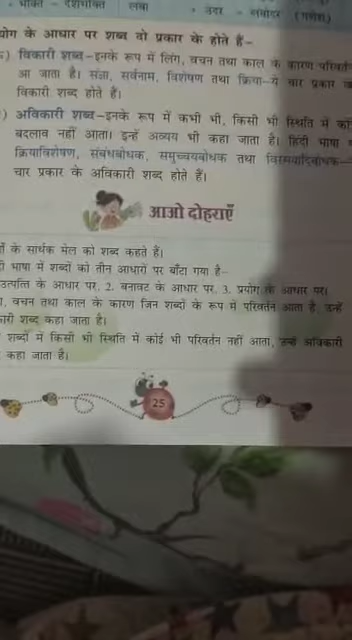 • भक्ति - देशभक्ति लंबा • उदर - लंबोदर (गणेश)
योग के आधार पर शब्द दो प्रकार के होते हैं–
) विकारी शब्द–इनके रूप में लिंग, वचन तथा काल के कारण परिवर्त
आ जाता है। संज्ञा, सर्वनाम, विशेषण तथा क्रिया–ये चार प्रकार
विकारी शब्द होते हैं।
) अविकारी शब्द–इनके रूप में कभी भी, किसी भी स्थिति में को
बदलाव नहीं आता। इन्हें अव्यय भी कहा जाता है। हिंदी भाषा
क्रियाविशेषण, संबंधबोधक, समुच्चयबोधक तथा विस्मयादिबोधक–
चार प्रकार के अविकारी शब्द होते हैं।
आओ दोहराएँ
के सार्थक मेल को शब्द कहते हैं।
भाषा में शब्दों को तीन आधारों पर बाँटा गया है–
उत्पत्ति के आधार पर, 2. बनावट के आधार पर, 3. प्रयोग के आधार पर।
, वचन तथा काल के कारण जिन शब्दों के रूप में परिवर्तन आता है, उन्हें
कारी शब्द कहा जाता है।
शब्दों में किसी भी स्थिति में कोई भी परिवर्तन नहीं आता, उन्हें अविकारी
कहा जाता है।
25